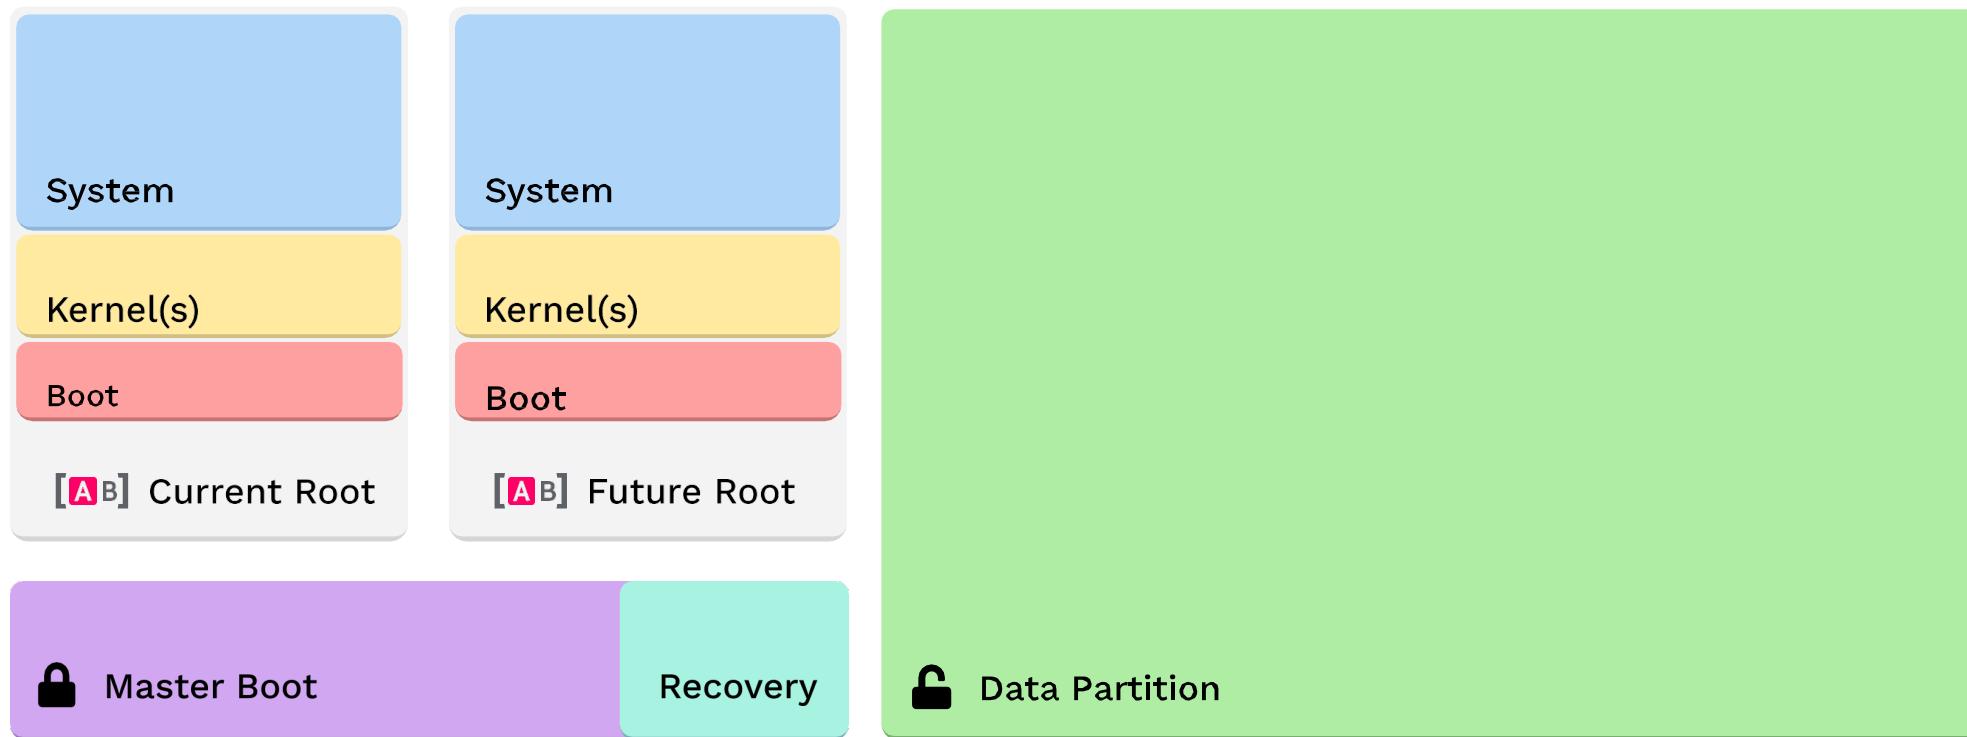 System
Kernel(s)
Boot
[AB] Current Root
System
Kernel(s)
Boot
[AB] Future Root
Master Boot
Recovery
Data Partition